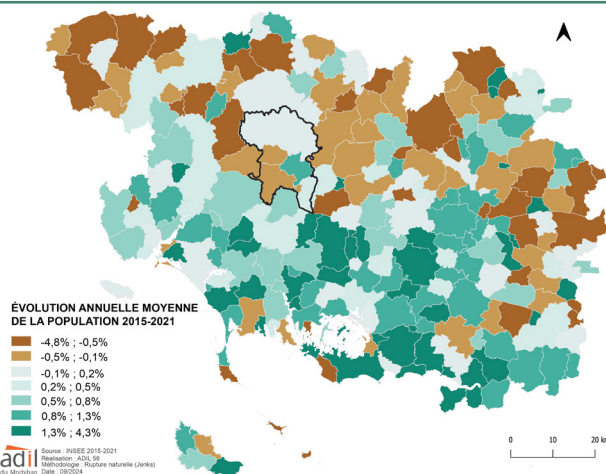 ÉVOLUTION ANNUELLE MOYENNE
DE LA POPULATION 2015-2021
-4,8% ; -0,5%
-0,5% ; -0,1%
-0,1% ; 0,2%
0,2% ; 0,5%
0,5% ; 0,8%
0,8% ; 1,3%
1,3% ; 4,3%
adil
du Morbihan
Source : INSEE 2015-2021
Réalisation : ADIL 56
Méthodologie : Rupture naturelle (Jenks)
Date : 09/2024
0 10 20 km